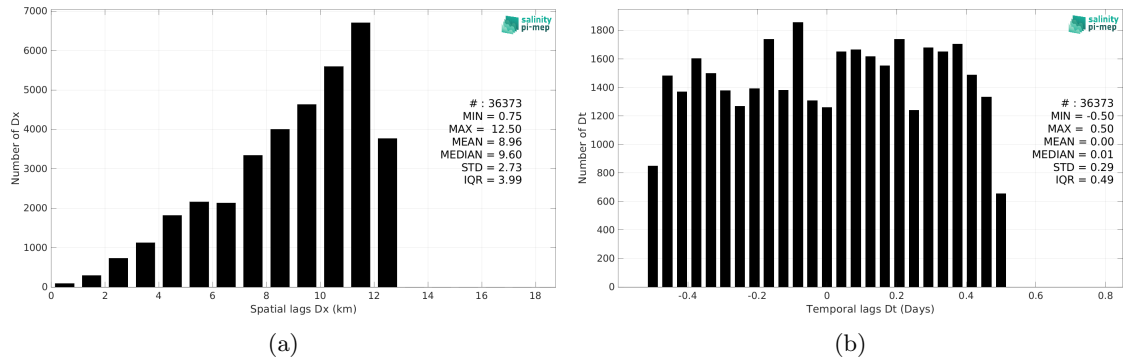 7000
6000
5000
4000
3000
2000
1000
0
Number of Dx
salinity
pi-mep
# : 36373
MIN = 0.75
MAX = 12.50
MEAN = 8.96
MEDIAN = 9.60
STD = 2.73
IQR = 3.99
0 2 4 6 8 10 12 14 16 18
Spatial lags Dx (km)
(a)
1800
1600
1400
1200
1000
800
600
400
200
0
Number of Dt
salinity
pi-mep
# : 36373
MIN = -0.50
MAX = 0.50
MEAN = 0.00
MEDIAN = 0.01
STD = 0.29
IQR = 0.49
-0.4 -0.2 0 0.2 0.4 0.6 0.8
Temporal lags Dt (Days)
(b)